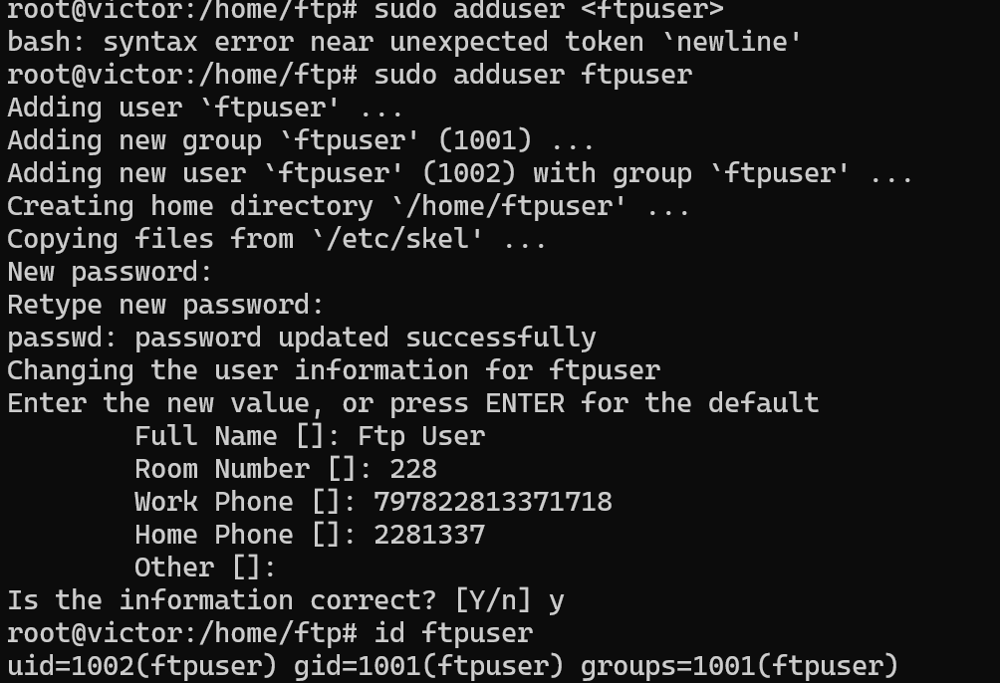 root@victor:/home/ftp# sudo adduser <ftpuser>
bash: syntax error near unexpected token `newline'
root@victor:/home/ftp# sudo adduser ftpuser
Adding user `ftpuser' ...
Adding new group `ftpuser' (1001) ...
Adding new user `ftpuser' (1002) with group `ftpuser' ...
Creating home directory `/home/ftpuser' ...
Copying files from `/etc/skel' ...
New password:
Retype new password:
passwd: password updated successfully
Changing the user information for ftpuser
Enter the new value, or press ENTER for the default
        Full Name []: Ftp User
        Room Number []: 228
        Work Phone []: 797822813371718
        Home Phone []: 2281337
        Other []:
Is the information correct? [Y/n] y
root@victor:/home/ftp# id ftpuser
uid=1002(ftpuser) gid=1001(ftpuser) groups=1001(ftpuser)